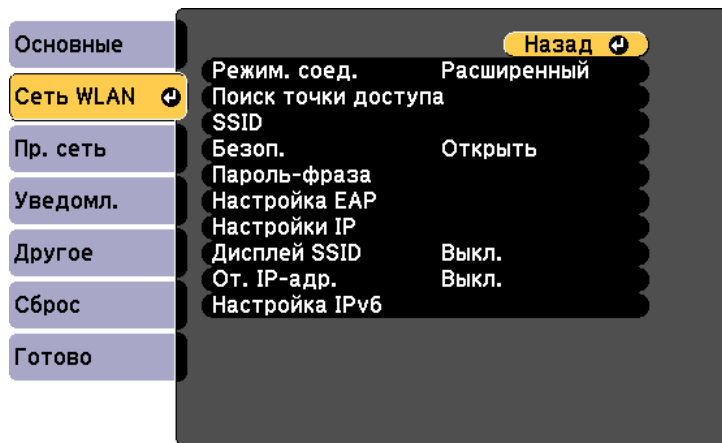 Основные
Сеть WLAN
Пр. сеть
Уведомл.
Другое
Сброс
Готово
Назад
Режим. соед. Расширенный
Поиск точки доступа
SSID
Безоп. Открыть
Пароль-фраза
Настройка EAP
Настройки IP
Дисплей SSID Выкл.
От. IP-адр. Выкл.
Настройка IPv6